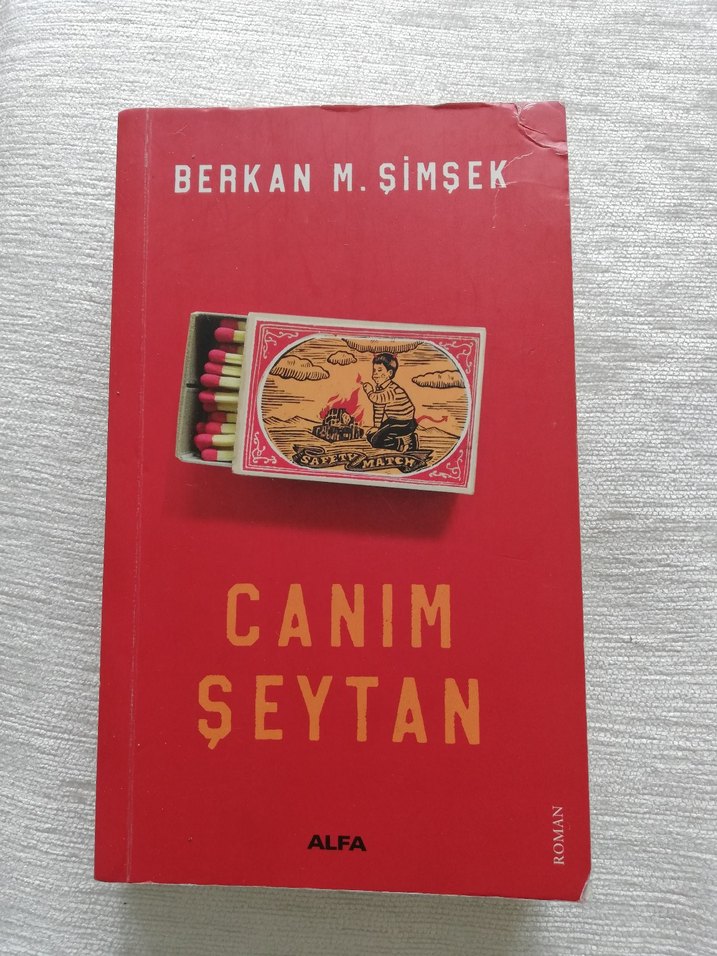 BERKAN M. ŞİMŞEK
SAFETY MATCH
CANIM
ŞEYTAN
ALFA
ROMAN